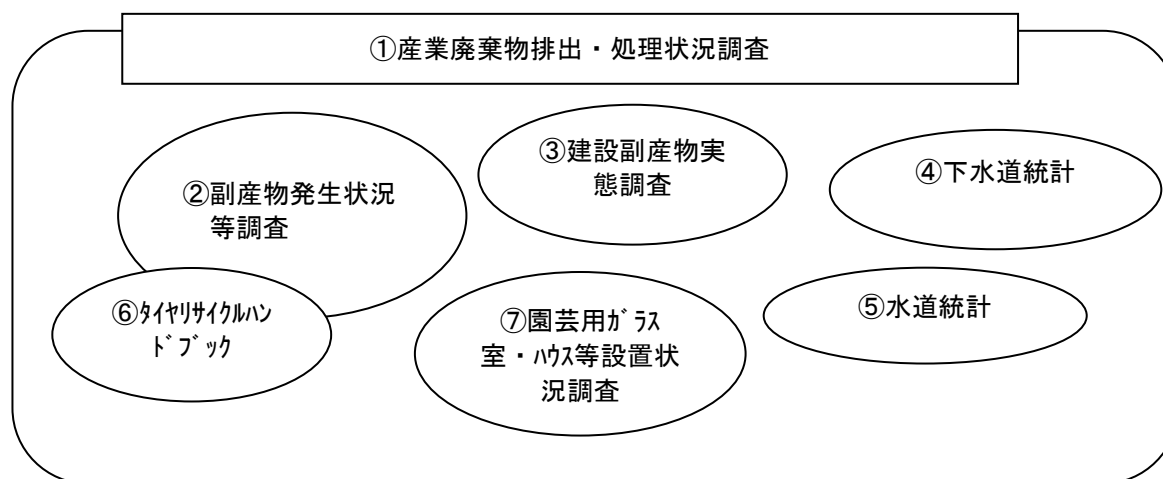 ①産業廃棄物排出・処理状況調査
③建設副産物実
態調査
④下水道統計
②副産物発生状況
等調査
⑤水道統計
⑥ﾀｲﾔﾘｻｲｸﾙﾊﾝ
ﾄﾞﾌﾞｯｸ
⑦園芸用ｶﾞﾗｽ
室・ﾊｳｽ等設置状
況調査